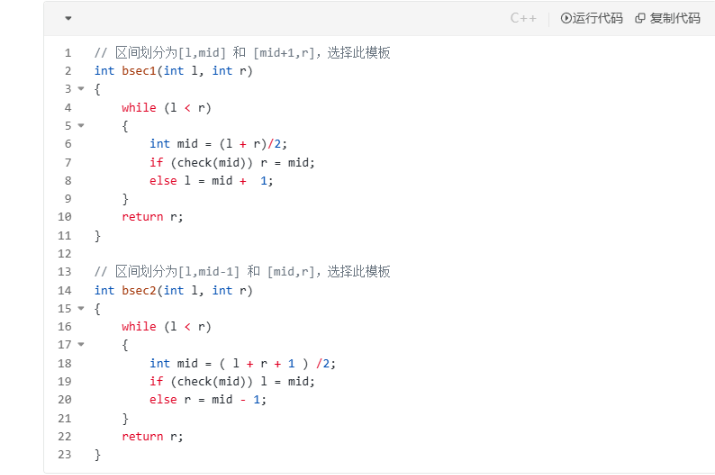 C++ 运行代码 复制代码
1 // 区间划分为[l,mid] 和 [mid+1,r]，选择此模板
2 int bsec1(int l, int r)
3 {
4     while (l < r)
5     {
6         int mid = (l + r)/2;
7         if (check(mid)) r = mid;
8         else l = mid +  1;
9     }
10     return r;
11 }
12
13 // 区间划分为[l,mid-1] 和 [mid,r]，选择此模板
14 int bsec2(int l, int r)
15 {
16     while (l < r)
17     {
18         int mid = ( l + r + 1 ) /2;
19         if (check(mid)) l = mid;
20         else r = mid - 1;
21     }
22     return r;
23 }